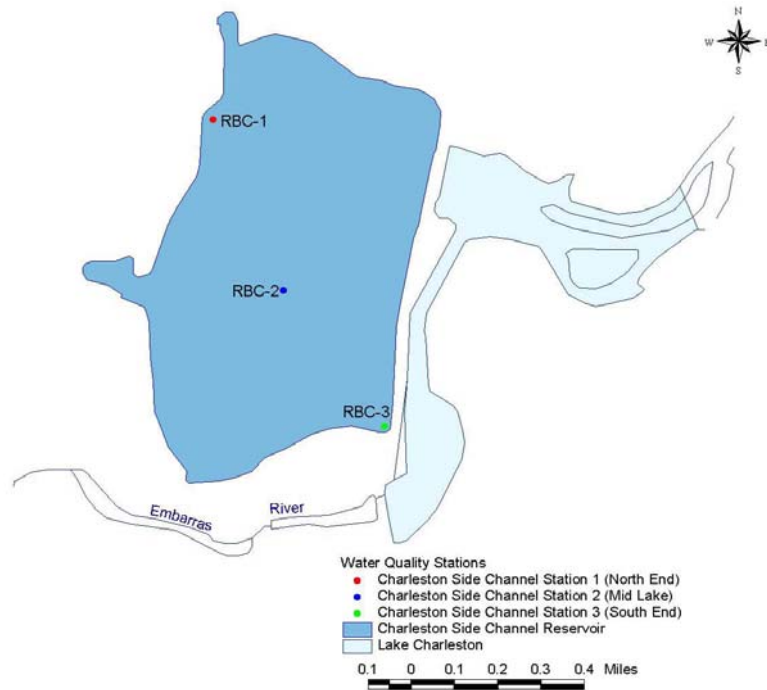 N
W
E
S
RBC-1
RBC-2
RBC-3
Embarras River
Water Quality Stations
Charleston Side Channel Station 1 (North End)
Charleston Side Channel Station 2 (Mid Lake)
Charleston Side Channel Station 3 (South End)
Charleston Side Channel Reservoir
Lake Charleston
0.1 0 0.1 0.2 0.3 0.4 Miles